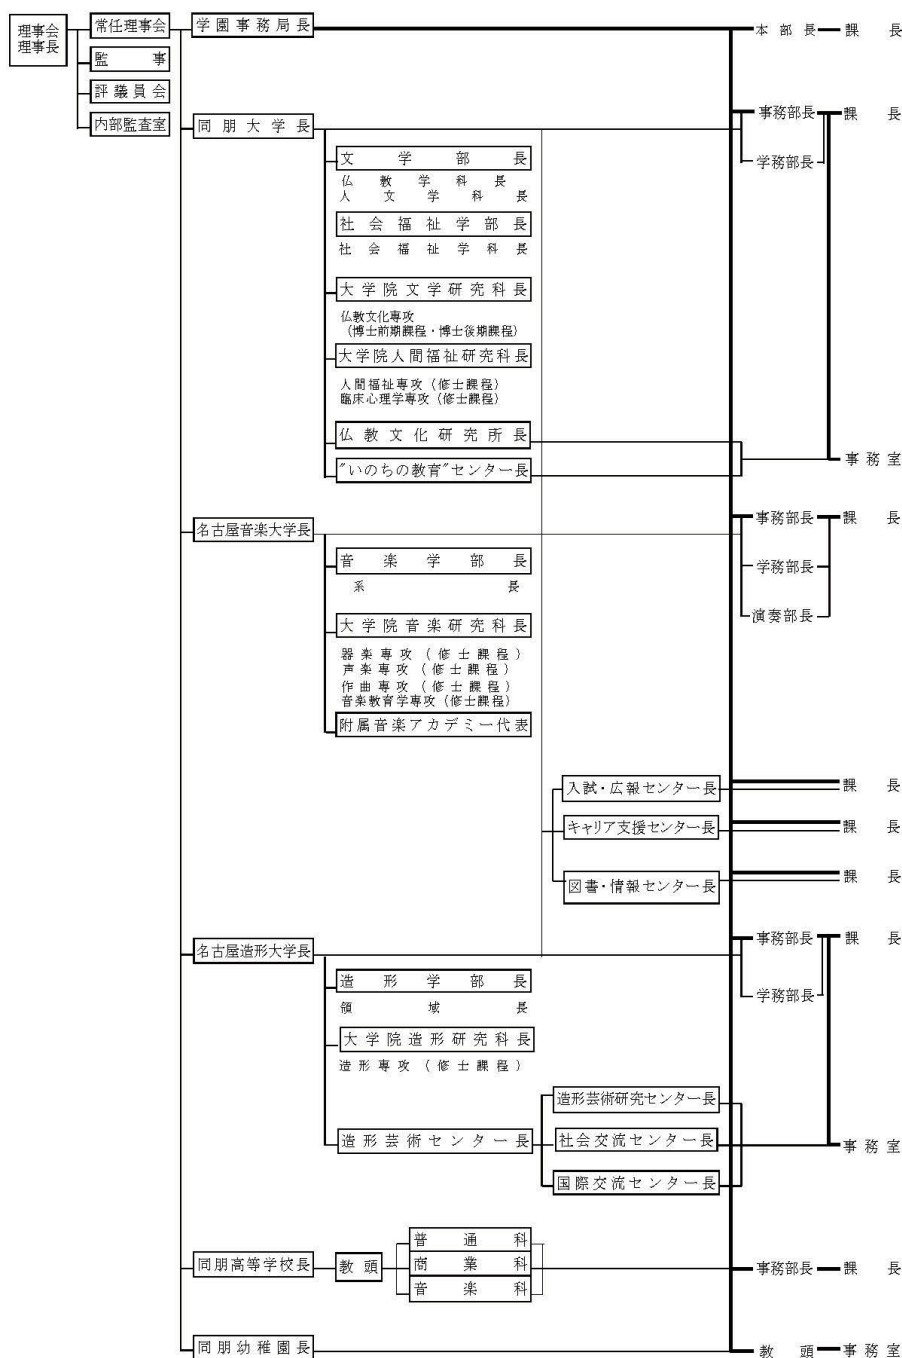 理事会
理事長
常任理事会
監事
評議員会
内部監査室
学園事務局長
本部長
課長
同朋大学長
事務部長
課長
学務部長
文学部長
仏教学科長
人文学科長
社会福祉学部長
社会福祉学科長
大学院文学研究科長
仏教文化専攻
(博士前期課程・博士後期課程)
大学院人間福祉研究科長
人間福祉専攻(修士課程)
臨床心理学専攻(修士課程)
仏教文化研究所長
"いのちの教育"センター長
事務室
名古屋音楽大学長
事務部長
課長
学務部長
演奏部長
音楽学部長
系長
大学院音楽研究科長
器楽専攻(修士課程)
声楽専攻(修士課程)
作曲専攻(修士課程)
音楽教育学専攻(修士課程)
附属音楽アカデミー代表
入試・広報センター長
課長
キャリア支援センター長
課長
図書・情報センター長
課長
名古屋造形大学長
事務部長
課長
学務部長
造形学部長
領域長
大学院造形研究科長
造形専攻(修士課程)
造形芸術センター長
造形芸術研究センター長
社会交流センター長
国際交流センター長
事務室
同朋高等学校長
教頭
普通科
商業科
音楽科
事務部長
課長
同朋幼稚園長
教頭
事務室